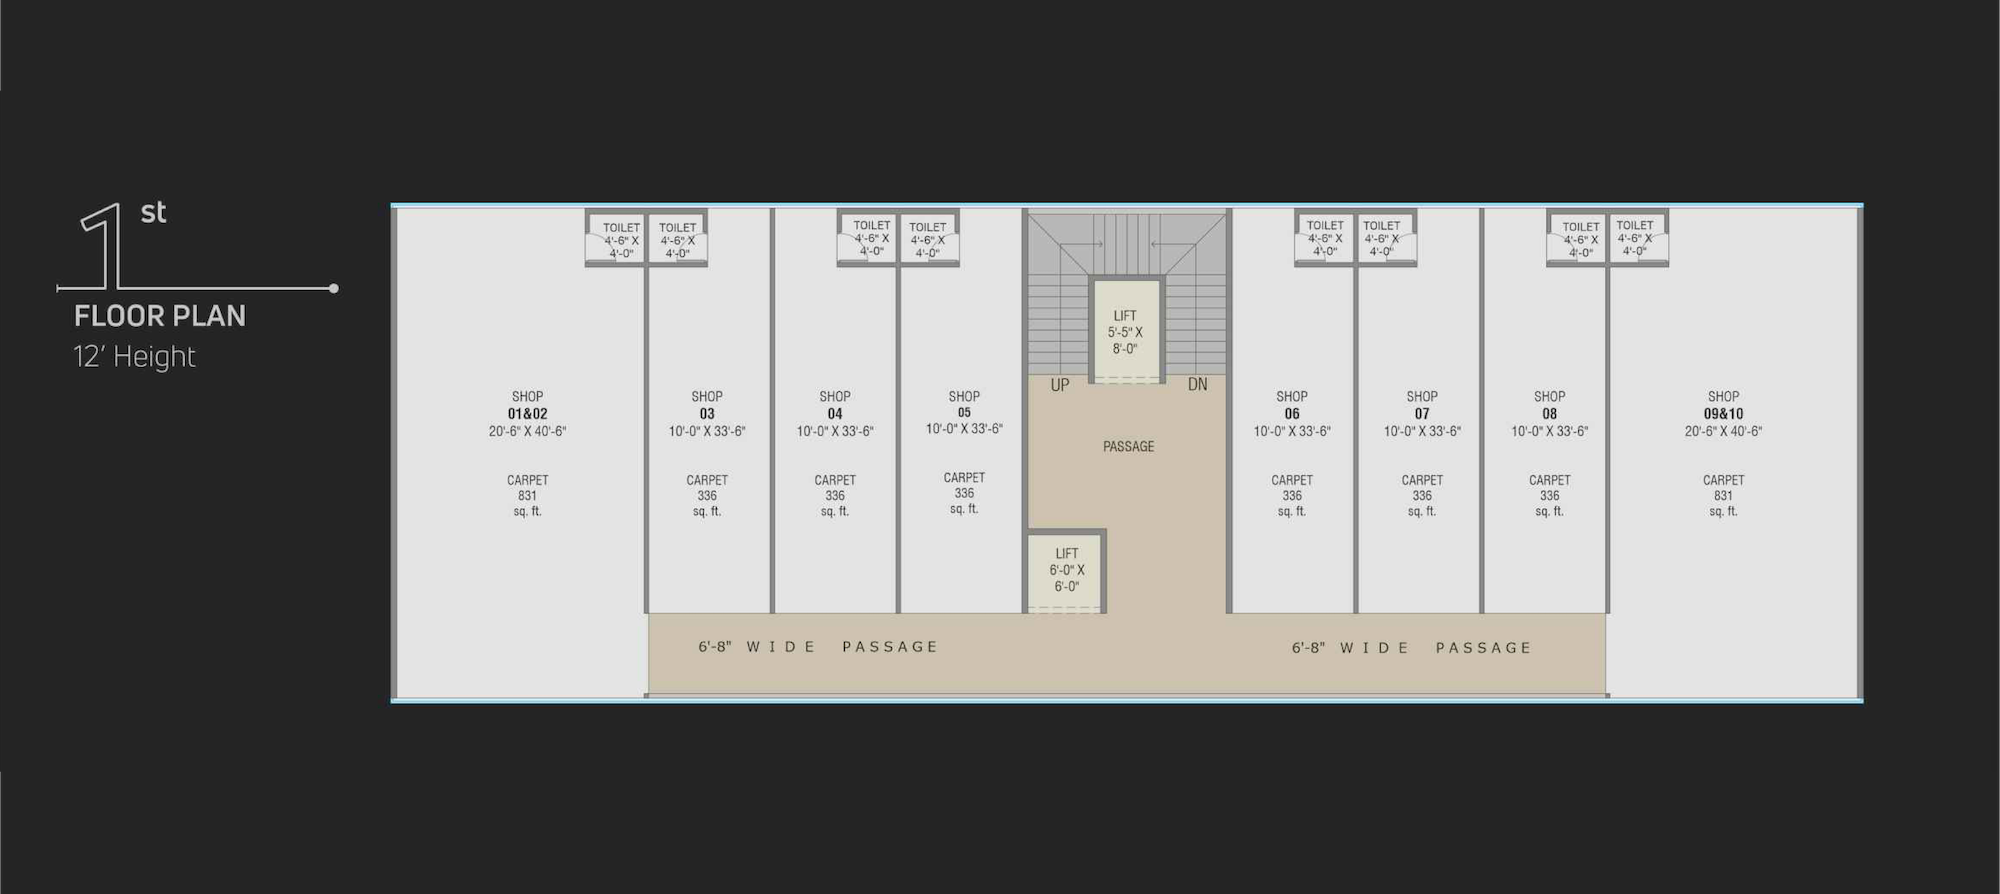 1 st
FLOOR PLAN
12’ Height
TOILET
4'-6" X
4'-0"
TOILET
4'-6" X
4'-0"
TOILET
4'-6" X
4'-0"
TOILET
4'-6" X
4'-0"
TOILET
4'-6" X
4'-0"
TOILET
4'-6" X
4'-0"
TOILET
4'-6" X
4'-0"
TOILET
4'-6" X
4'-0"
LIFT
5'-5" X
8'-0"
UP
DN
SHOP
01&02
20'-6" X 40'-6"
CARPET
831
sq. ft.
SHOP
03
10'-0" X 33'-6"
CARPET
336
sq. ft.
SHOP
04
10'-0" X 33'-6"
CARPET
336
sq. ft.
SHOP
05
10'-0" X 33'-6"
CARPET
336
sq. ft.
PASSAGE
SHOP
06
10'-0" X 33'-6"
CARPET
336
sq. ft.
SHOP
07
10'-0" X 33'-6"
CARPET
336
sq. ft.
SHOP
08
10'-0" X 33'-6"
CARPET
336
sq. ft.
SHOP
09&10
20'-6" X 40'-6"
CARPET
831
sq. ft.
LIFT
6'-0" X
6'-0"
6'-8" WIDE PASSAGE
6'-8" WIDE PASSAGE